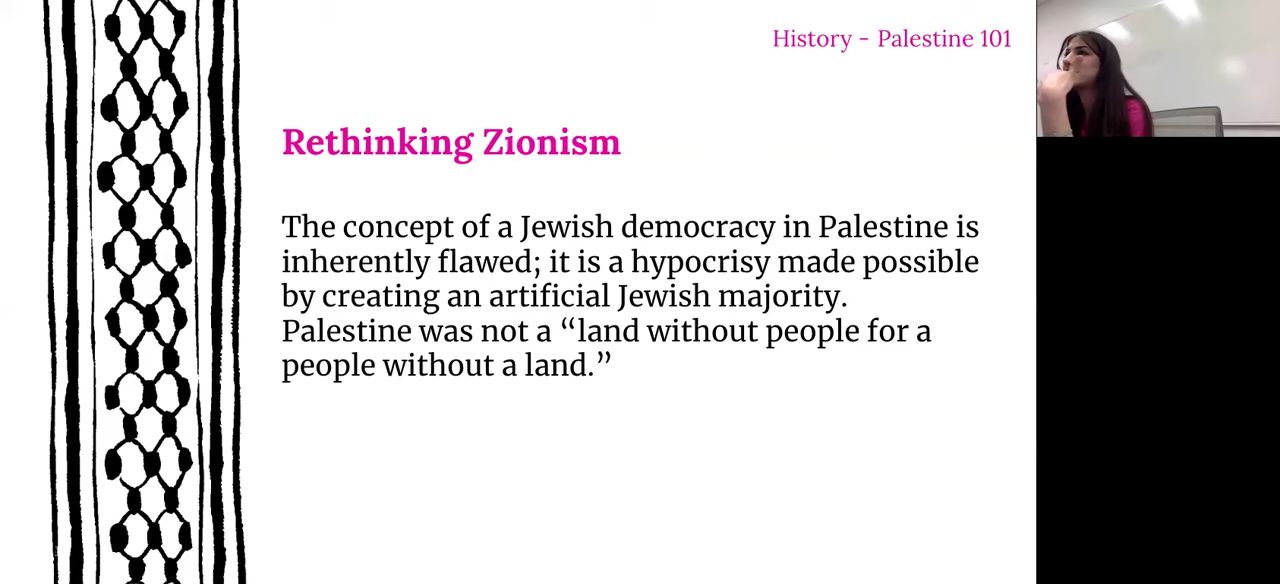 History - Palestine 101
Rethinking Zionism
The concept of a Jewish democracy in Palestine is
inherently flawed; it is a hypocrisy made possible
by creating an artificial Jewish majority.
Palestine was not a “land without people for a
people without a land.”